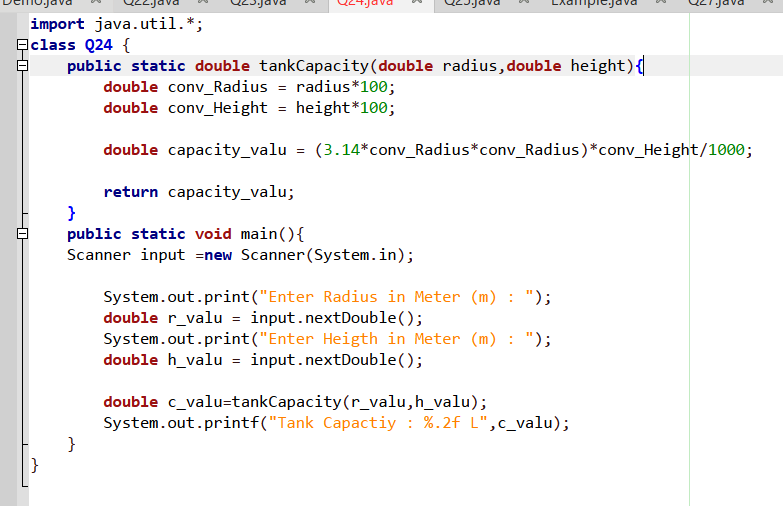 Demo.java Q22.java Q23.java Q24.java Q25.java Example.java Q27.java
import java.util.*;
class Q24 {
public static double tankCapacity(double radius,double height){
double conv_Radius = radius*100;
double conv_Height = height*100;
double capacity_valu = (3.14*conv_Radius*conv_Radius)*conv_Height/1000;
return capacity_valu;
}
public static void main(){
Scanner input =new Scanner(System.in);
System.out.print("Enter Radius in Meter (m) : ");
double r_valu = input.nextDouble();
System.out.print("Enter Heigth in Meter (m) : ");
double h_valu = input.nextDouble();
double c_valu=tankCapacity(r_valu,h_valu);
System.out.printf("Tank Capactiy : %.2f L",c_valu);
}
}